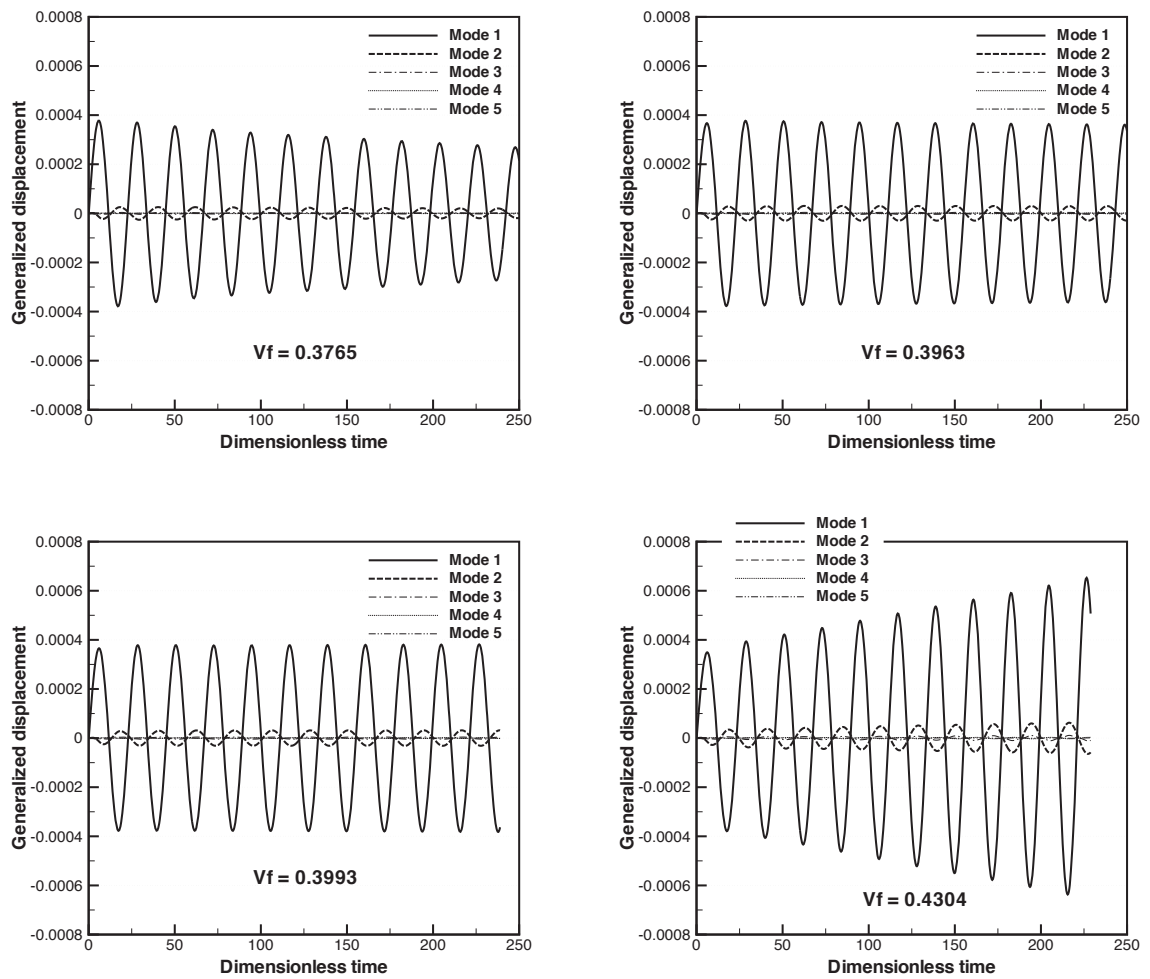 0.0008
0.0006
0.0004
0.0002
0
-0.0002
-0.0004
-0.0006
-0.0008
Generalized displacement
Mode 1
Mode 2
Mode 3
Mode 4
Mode 5
Vf = 0.3765
0 50 100 150 200 250
Dimensionless time
0.0008
0.0006
0.0004
0.0002
0
-0.0002
-0.0004
-0.0006
-0.0008
Generalized displacement
Mode 1
Mode 2
Mode 3
Mode 4
Mode 5
Vf = 0.3963
0 50 100 150 200 250
Dimensionless time
0.0008
0.0006
0.0004
0.0002
0
-0.0002
-0.0004
-0.0006
-0.0008
Generalized displacement
Mode 1
Mode 2
Mode 3
Mode 4
Mode 5
Vf = 0.3993
0 50 100 150 200 250
Dimensionless time
0.0008
0.0006
0.0004
0.0002
0
-0.0002
-0.0004
-0.0006
-0.0008
Generalized displacement
Mode 1
Mode 2
Mode 3
Mode 4
Mode 5
Vf = 0.4304
0 50 100 150 200 250
Dimensionless time